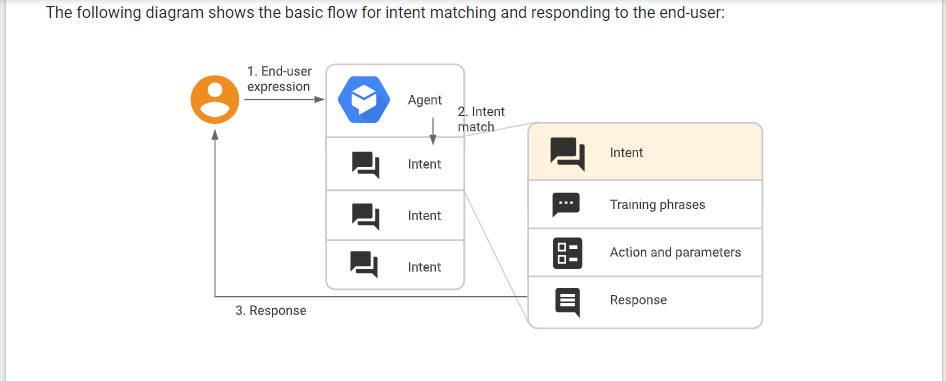 The following diagram shows the basic flow for intent matching and responding to the end-user:
1. End-user
expression
Agent
2. Intent
match
Intent
Intent
Intent
Intent
Training phrases
Action and parameters
Response
3. Response